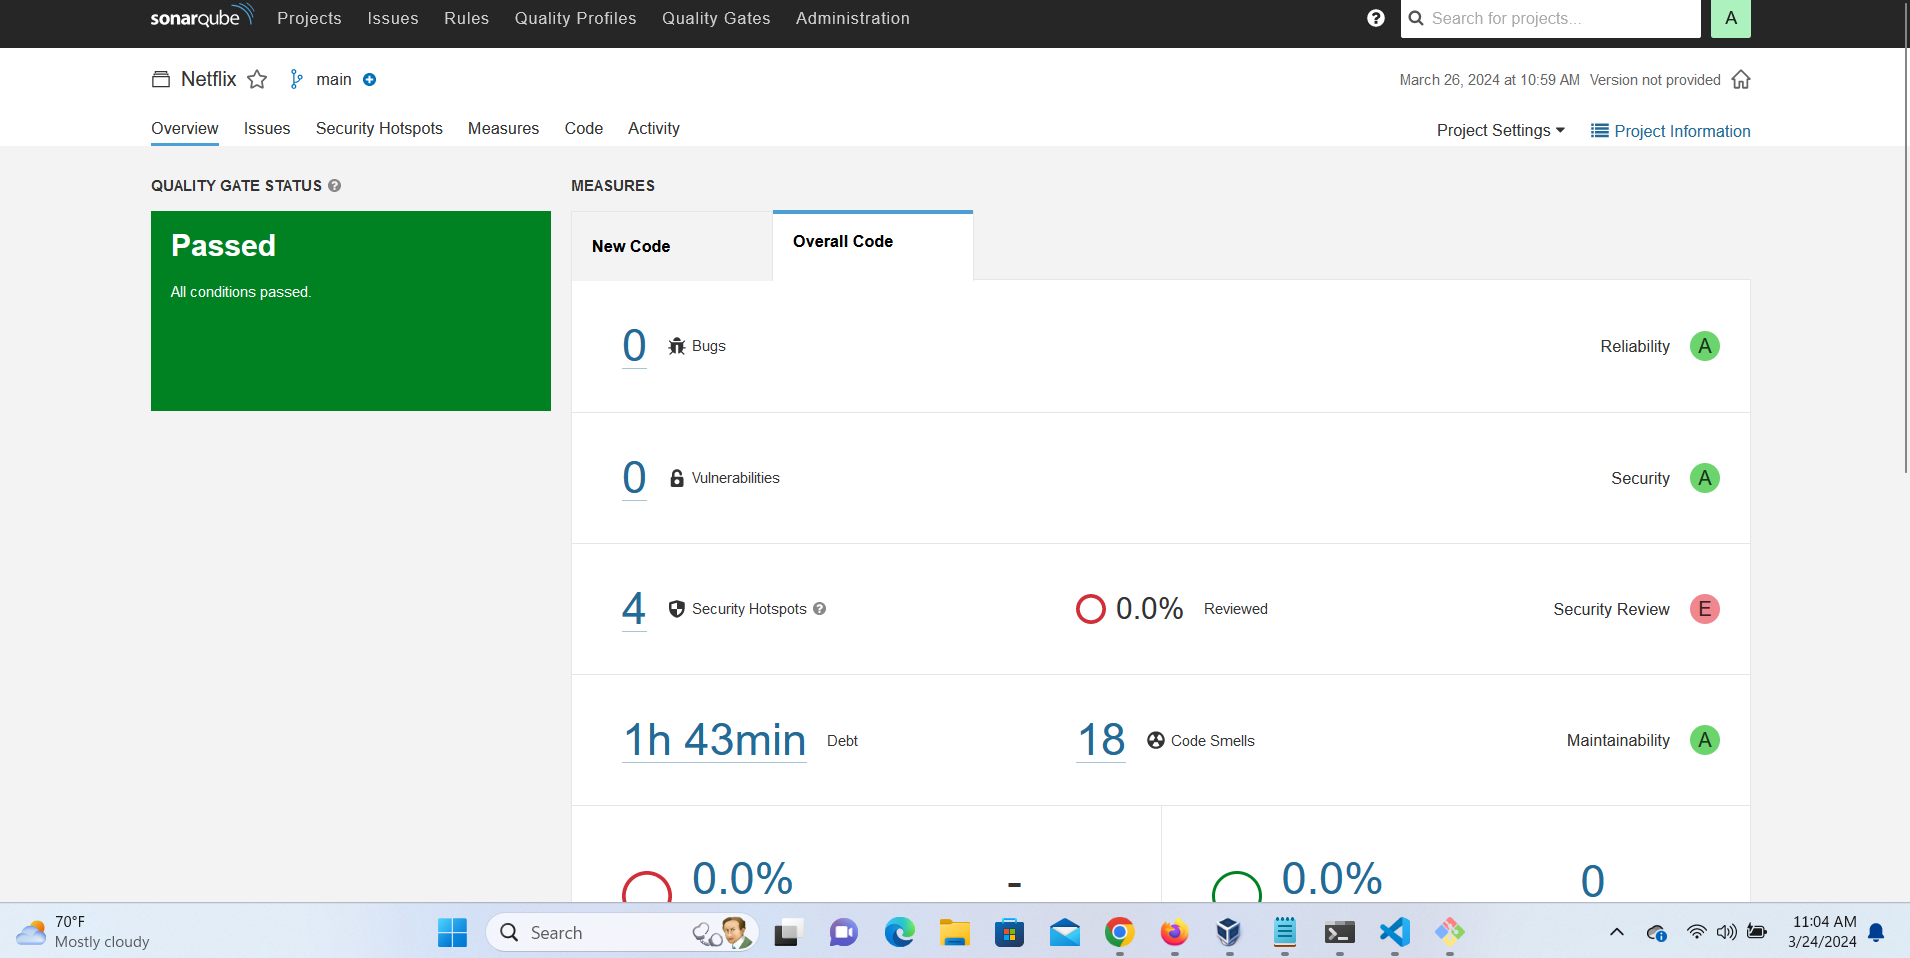 sonarqube Projects Issues Rules Quality Profiles Quality Gates Administration Search for projects... A
Netflix main March 26, 2024 at 10:59 AM Version not provided
Overview Issues Security Hotspots Measures Code Activity Project Settings Project Information
QUALITY GATE STATUS MEASURES
Passed
All conditions passed.
New Code Overall Code
0 Bugs Reliability A
0 Vulnerabilities Security A
4 Security Hotspots 0.0% Reviewed Security Review E
1h 43min Debt 18 Code Smells Maintainability A
0.0% - 0.0% 0
70°F
Mostly cloudy
Search
11:04 AM
3/24/2024